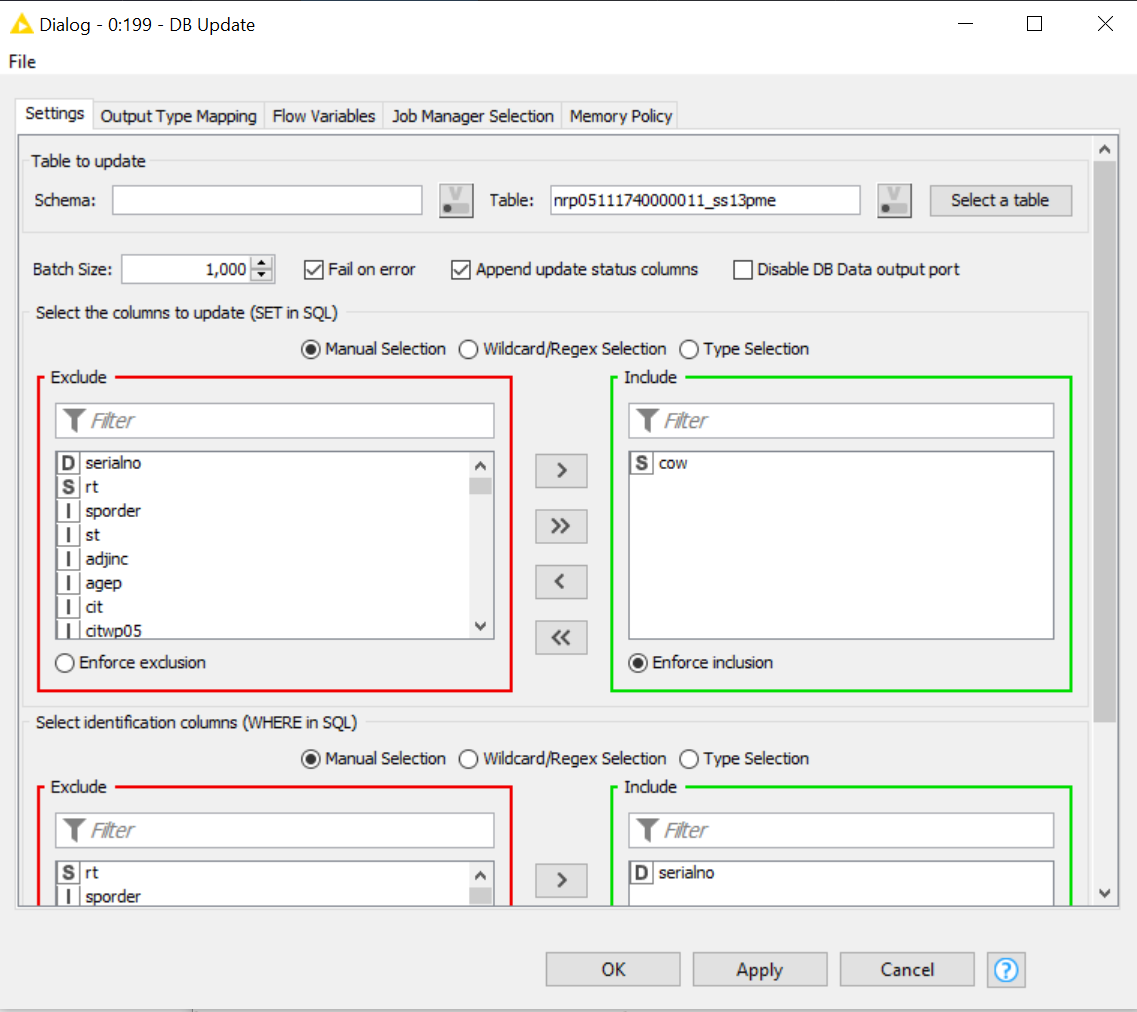 Dialog - 0:199 - DB Update
File
Settings Output Type Mapping Flow Variables Job Manager Selection Memory Policy
Table to update
Schema: V Table: nrp05111740000011_ss13pme V Select a table
Batch Size: 1,000 Fail on error Append update status columns Disable DB Data output port
Select the columns to update (SET in SQL)
Manual Selection Wildcard/Regex Selection Type Selection
Exclude Include
Filter Filter
D serialno S cow
S rt
I sporder
I st
I adjinc
I agep
I cit
I citwp05
> >> < <<
Enforce exclusion Enforce inclusion
Select identification columns (WHERE in SQL)
Manual Selection Wildcard/Regex Selection Type Selection
Exclude Include
Filter Filter
S rt > D serialno
I sporder
OK Apply Cancel ?